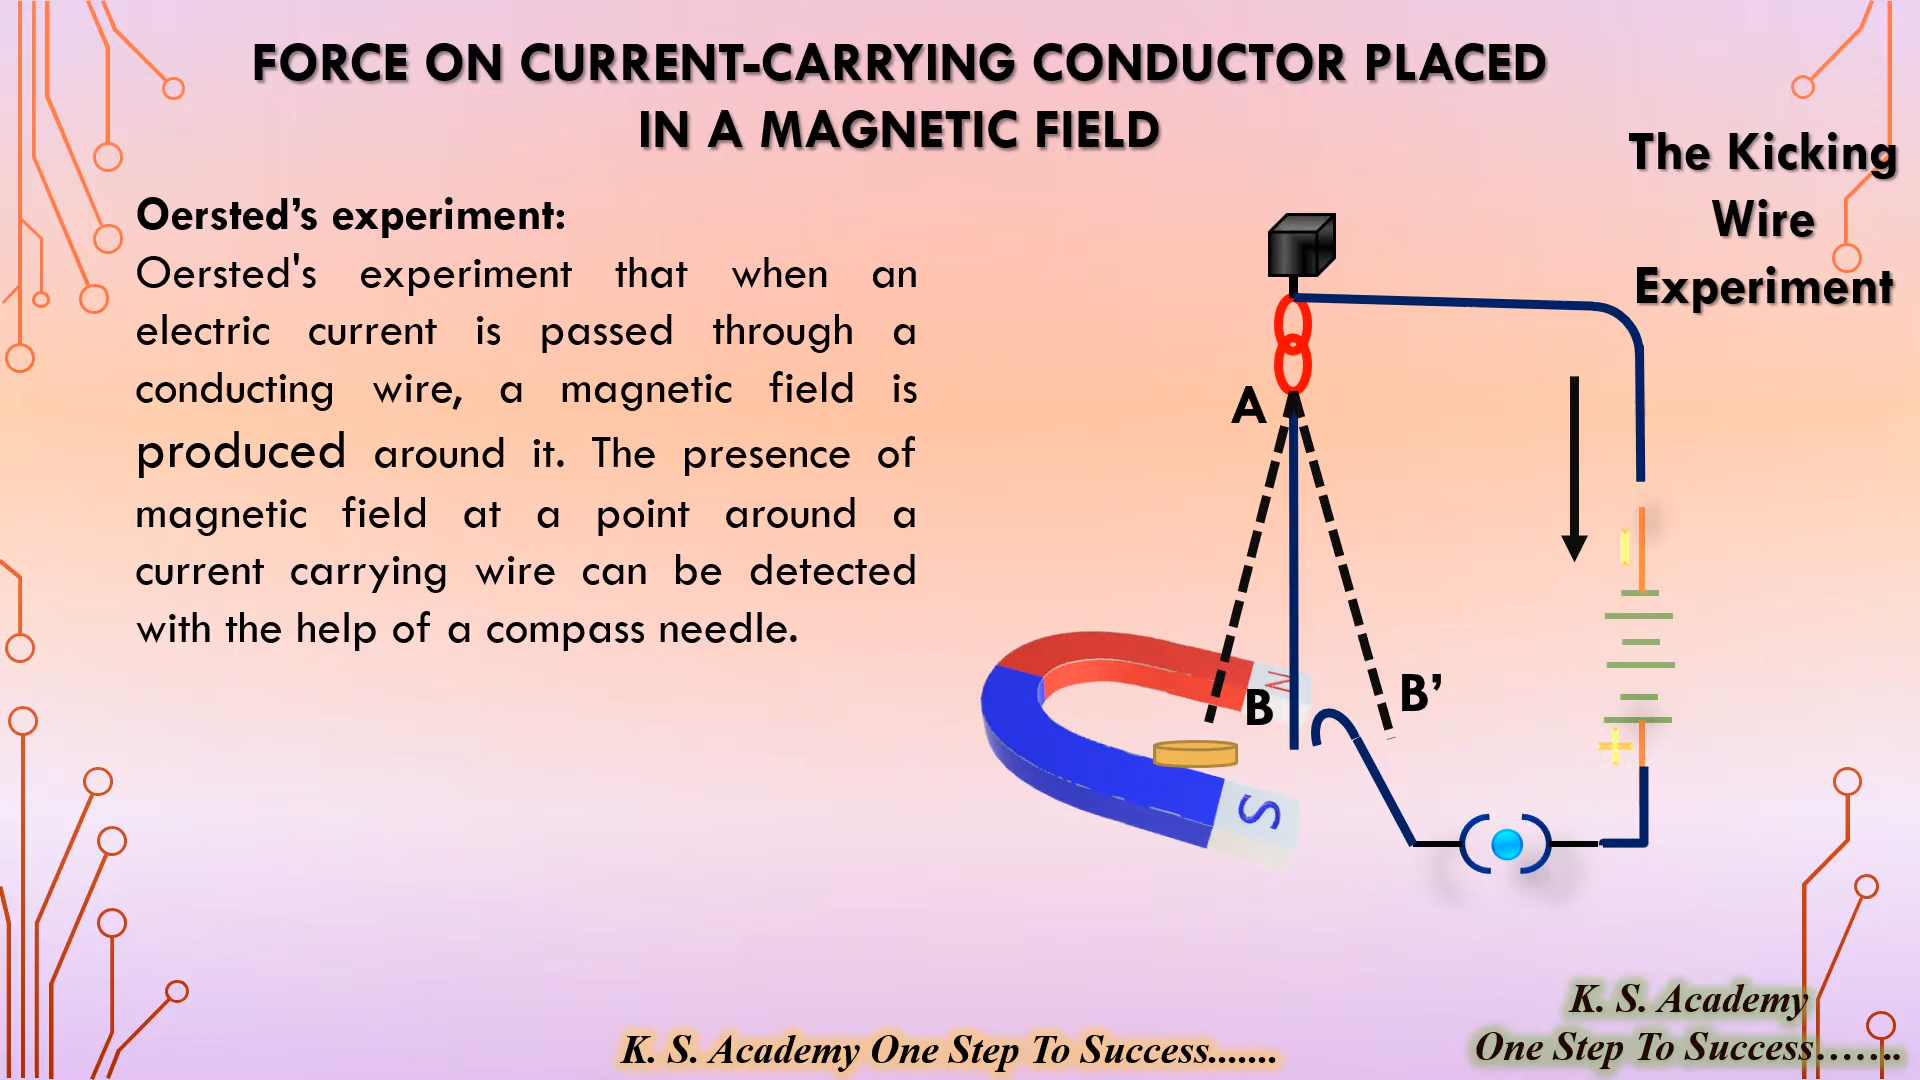 FORCE ON CURRENT-CARRYING CONDUCTOR PLACED
IN A MAGNETIC FIELD
The Kicking
Wire
Experiment
Oersted’s experiment:
Oersted's experiment that when an
electric current is passed through a
conducting wire, a magnetic field is
produced around it. The presence of
magnetic field at a point around a
current carrying wire can be detected
with the help of a compass needle.
A
B
B’
N
S
+
K. S. Academy
One Step To Success.......
K. S. Academy One Step To Success.......